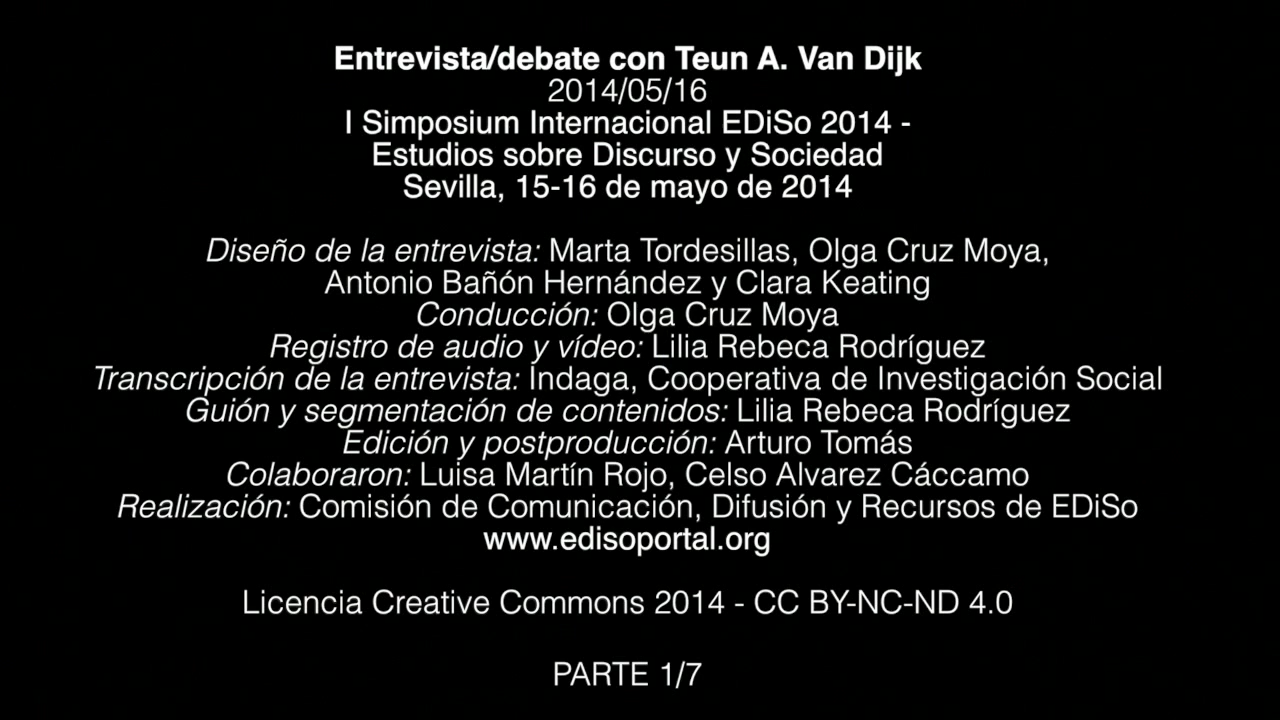 Entrevista/debate con Teun A. Van Dijk
2014/05/16
I Simposium Internacional EDiSo 2014 -
Estudios sobre Discurso y Sociedad
Sevilla, 15-16 de mayo de 2014
Diseño de la entrevista: Marta Tordesillas, Olga Cruz Moya,
Antonio Bañón Hernández y Clara Keating
Conducción: Olga Cruz Moya
Registro de audio y vídeo: Lilia Rebeca Rodríguez
Transcripción de la entrevista: Indaga, Cooperativa de Investigación Social
Guión y segmentación de contenidos: Lilia Rebeca Rodríguez
Edición y postproducción: Arturo Tomás
Colaboraron: Luisa Martín Rojo, Celso Alvarez Cáccamo
Realización: Comisión de Comunicación, Difusión y Recursos de EDiSo
www.edisoportal.org
Licencia Creative Commons 2014 - CC BY-NC-ND 4.0
PARTE 1/7